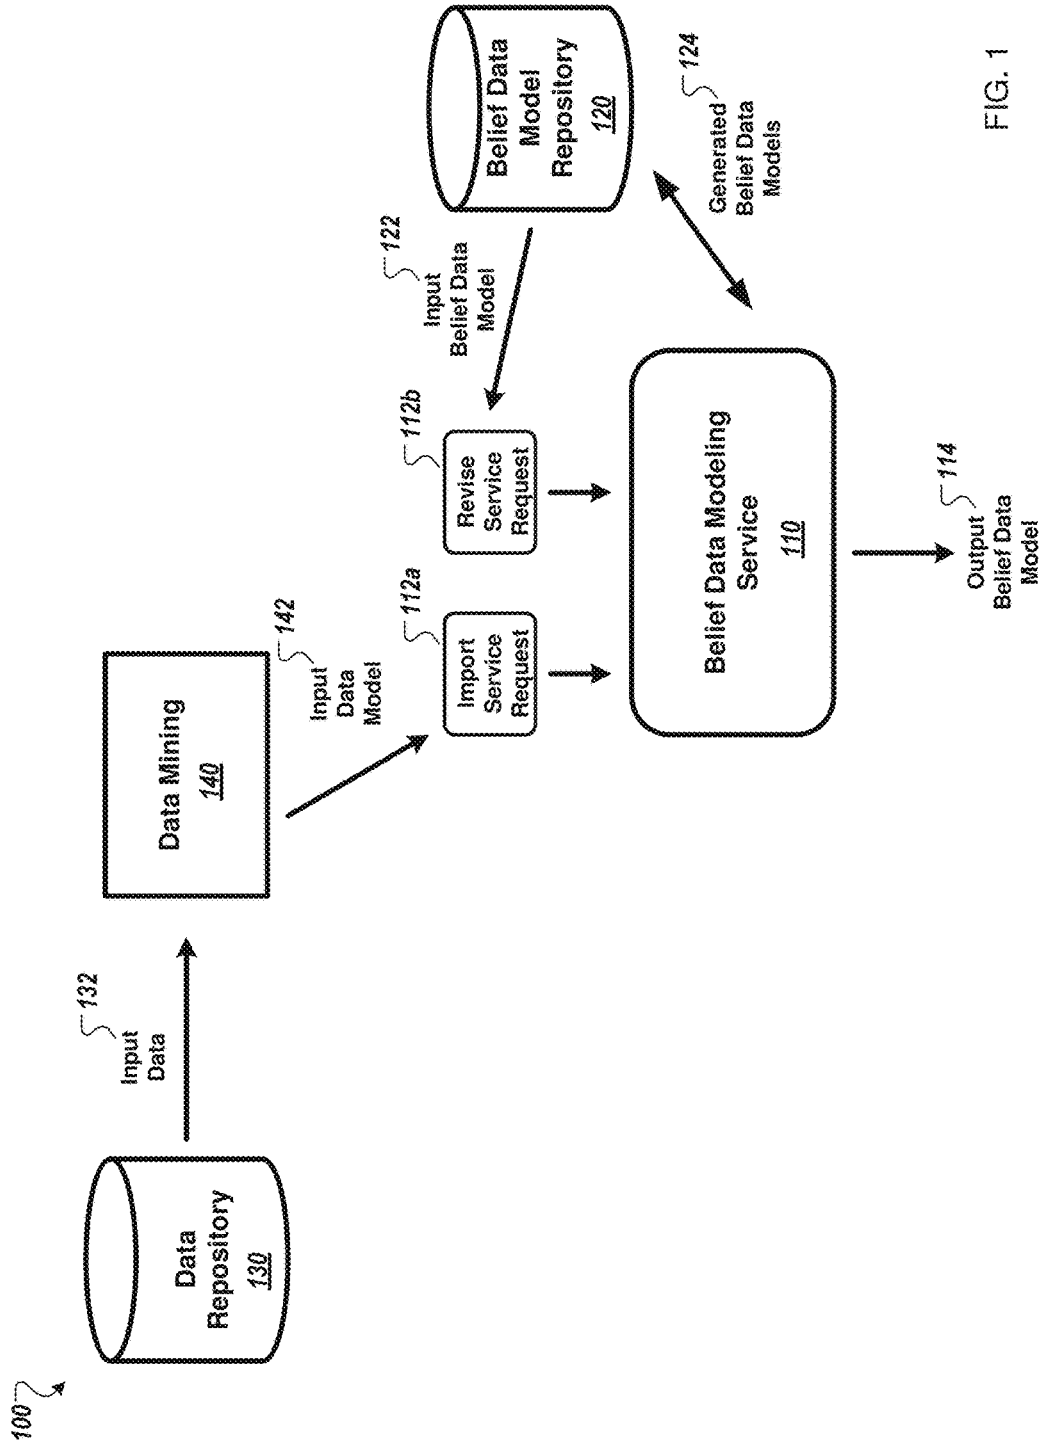 100
Data
Repository
130
132
Input
Data
Data Mining
140
142
Input
Data
Model
112a
Import
Service
Request
112b
Revise
Service
Request
122
Input
Belief Data
Model
Belief Data
Model
Repository
120
124
Generated
Belief Data
Models
Belief Data Modeling
Service
110
114
Output
Belief Data
Model
FIG. 1